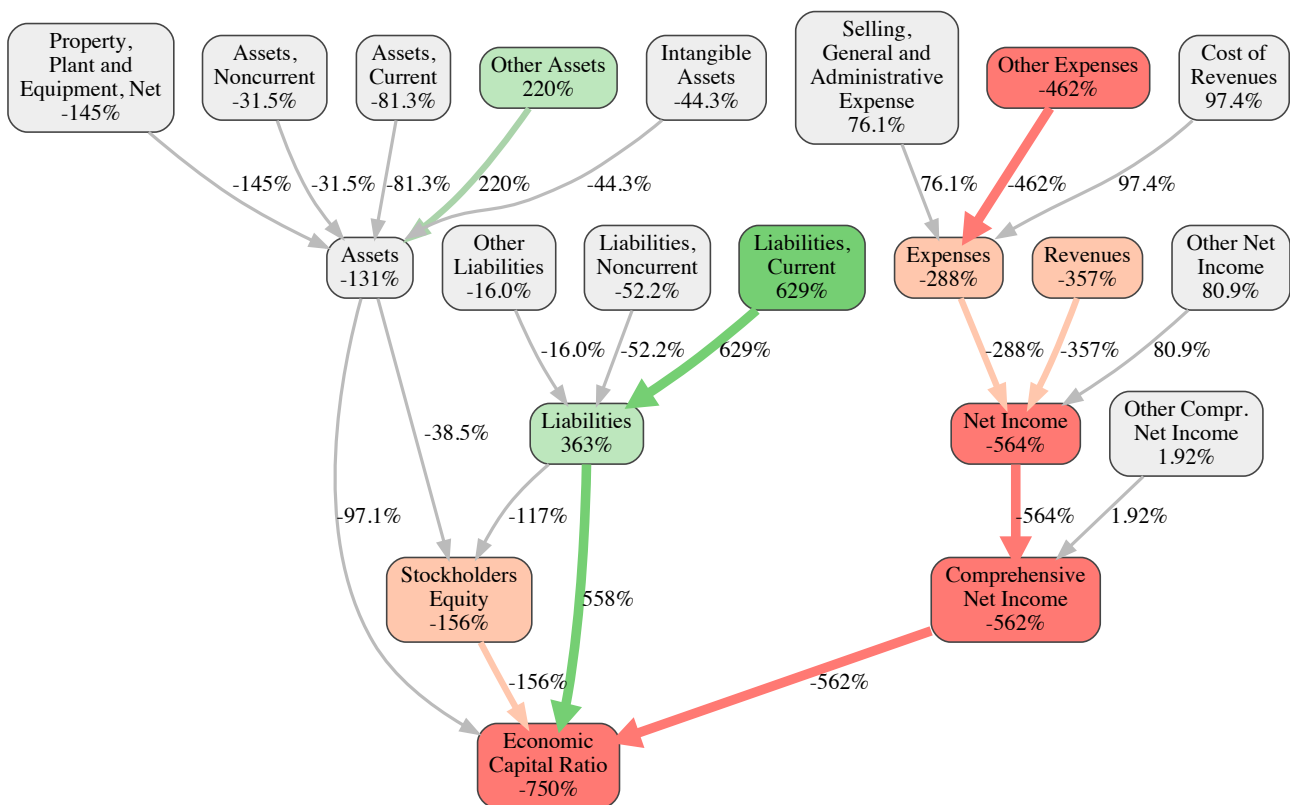 Property,
Plant and
Equipment, Net
-145%
Assets,
Noncurrent
-31.5%
Assets,
Current
-81.3%
Other Assets
220%
Intangible
Assets
-44.3%
Selling,
General and
Administrative
Expense
76.1%
Other Expenses
-462%
Cost of
Revenues
97.4%
-145%
-31.5%
-81.3%
220%
-44.3%
76.1%
-462%
97.4%
Assets
-131%
Other
Liabilities
-16.0%
Liabilities,
Noncurrent
-52.2%
Liabilities,
Current
629%
Expenses
-288%
Revenues
-357%
Other Net
Income
80.9%
-16.0%
-52.2%
629%
-288%
-357%
80.9%
-38.5%
Liabilities
363%
Net Income
-564%
Other Compr.
Net Income
1.92%
-97.1%
-117%
-564%
1.92%
Stockholders
Equity
-156%
558%
Comprehensive
Net Income
-562%
-156%
-562%
Economic
Capital Ratio
-750%